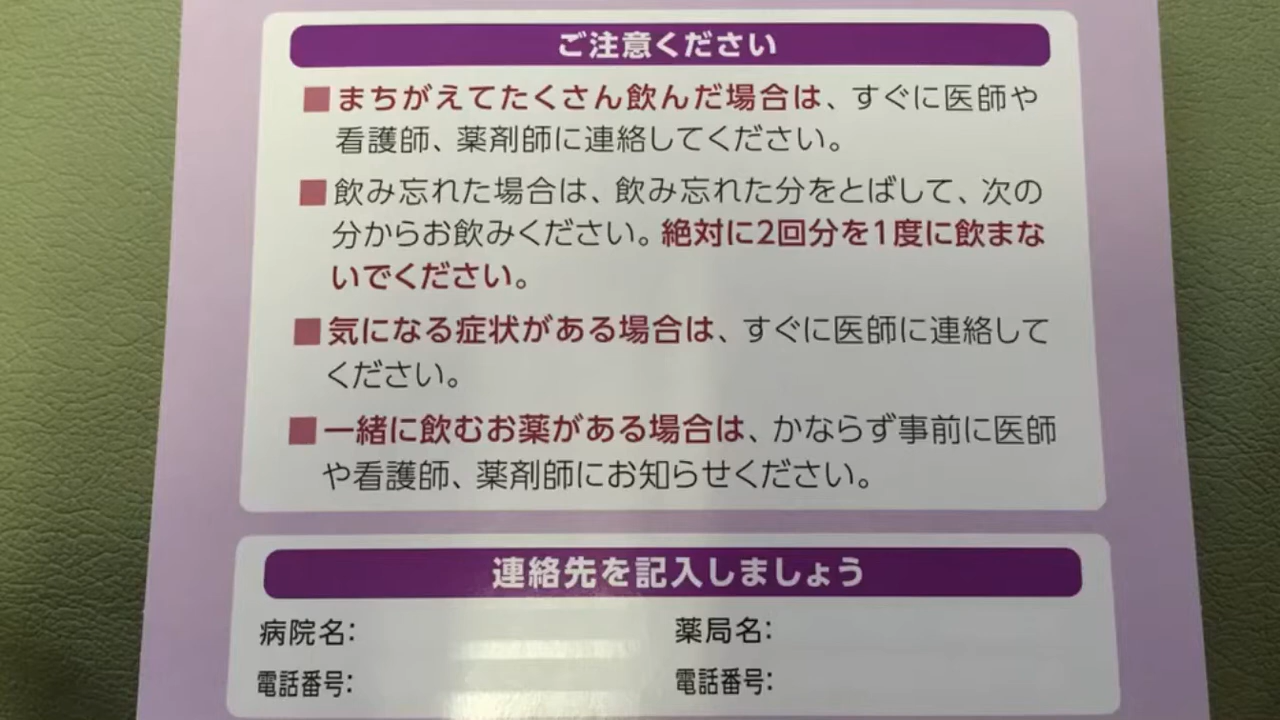 ご注意ください
■まちがえてたくさん飲んだ場合は、すぐに医師や
看護師、薬剤師に連絡してください。
■飲み忘れた場合は、飲み忘れた分をとばして、次の
分からお飲みください。絶対に2回分を1度に飲まな
いでください。
■気になる症状がある場合は、すぐに医師に連絡して
ください。
■一緒に飲むお薬がある場合は、かならず事前に医師
や看護師、薬剤師にお知らせください。
連絡先を記入しましょう
病院名: 薬局名:
電話番号: 電話番号: